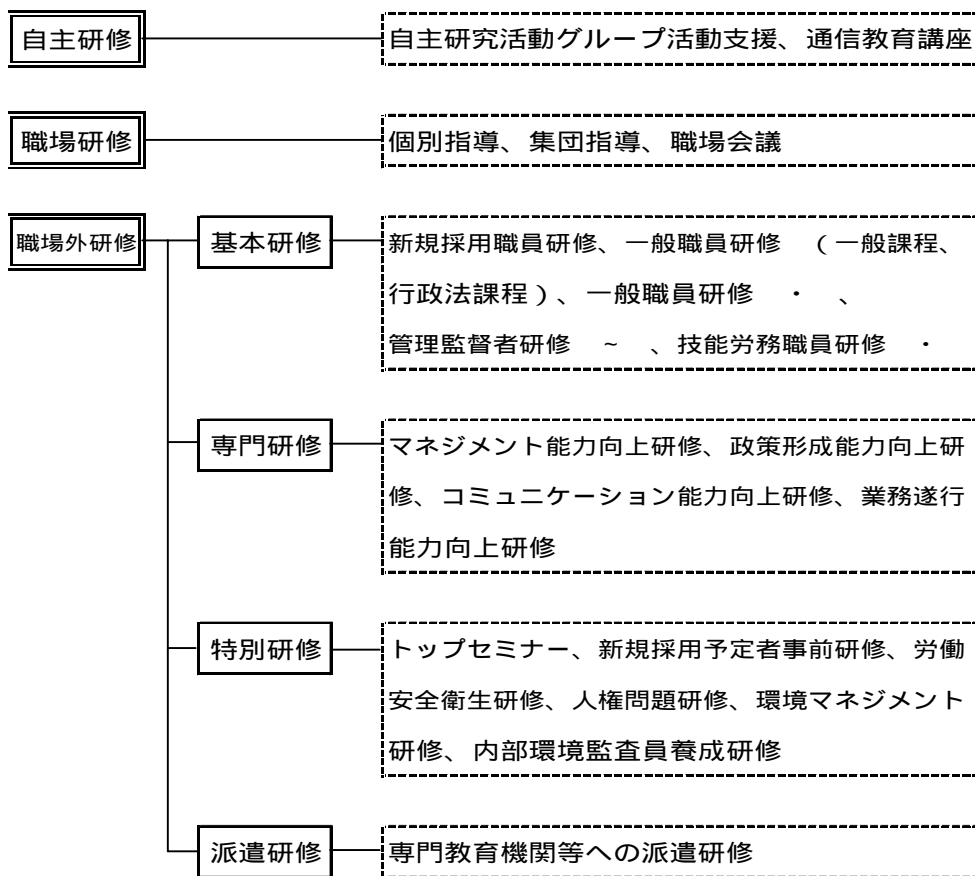 自主研修
自主研究活動グループ活動支援、通信教育講座
職場研修
個別指導、集団指導、職場会議
職場外研修
基本研修
新規採用職員研修、一般職員研修　（一般課程、
行政法課程）、一般職員研修　・　、
管理監督者研修　～　、技能労務職員研修　・
専門研修
マネジメント能力向上研修、政策形成能力向上研
修、コミュニケーション能力向上研修、業務遂行
能力向上研修
特別研修
トップセミナー、新規採用予定者事前研修、労働
安全衛生研修、人権問題研修、環境マネジメント
研修、内部環境監査員養成研修
派遣研修
専門教育機関等への派遣研修